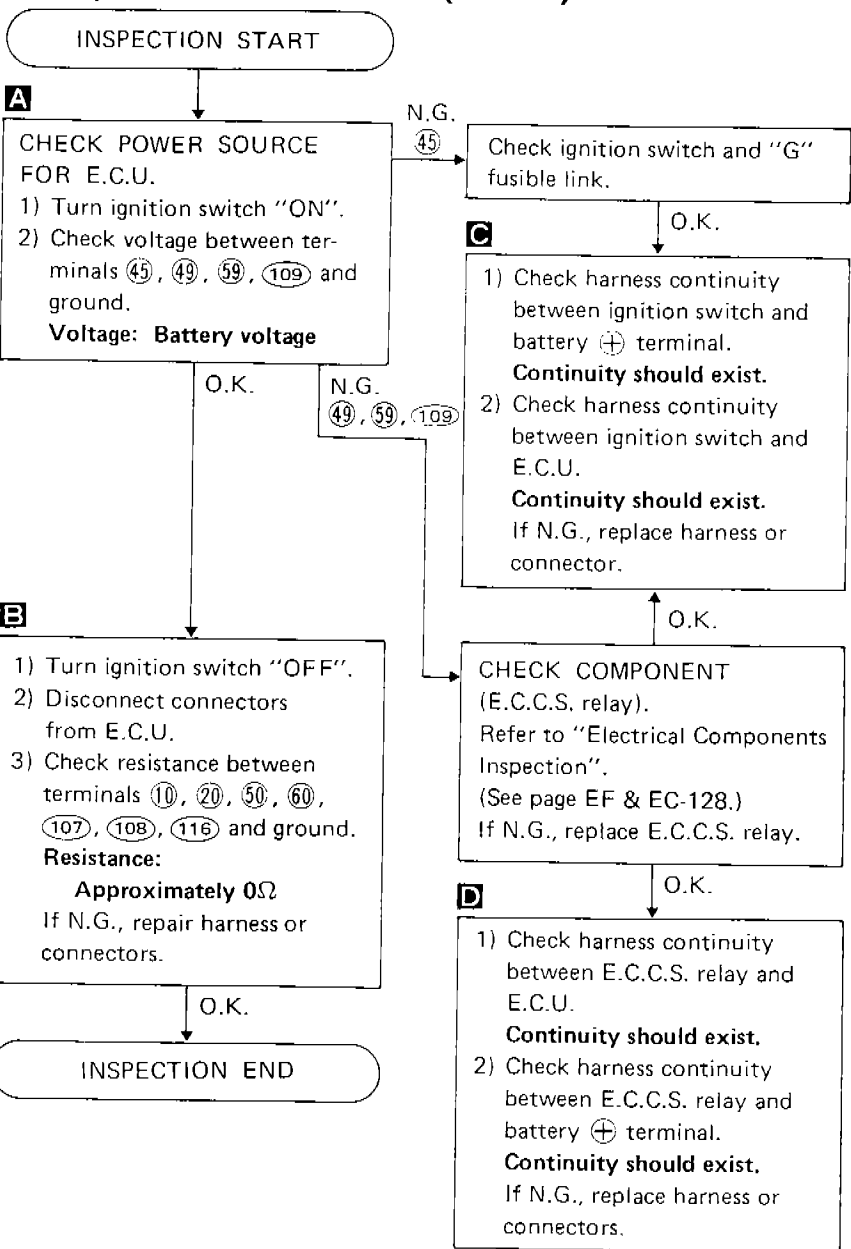 INSPECTION START
A
CHECK POWER SOURCE
FOR E.C.U.
1) Turn ignition switch "ON".
2) Check voltage between ter-
minals ㊺, ㊾, 59, 109 and
ground.
Voltage: Battery voltage
N.G.
㊺
Check ignition switch and "G"
fusible link.
O.K.
C
1) Check harness continuity
between ignition switch and
battery ⊕ terminal.
Continuity should exist.
2) Check harness continuity
between ignition switch and
E.C.U.
Continuity should exist.
If N.G., replace harness or
connector.
O.K.
N.G.
㊾, 59, 109
O.K.
B
1) Turn ignition switch "OFF".
2) Disconnect connectors
from E.C.U.
3) Check resistance between
terminals ⑩, ⑳, ㊿, 60,
107, 108, 116 and ground.
Resistance:
Approximately 0Ω
If N.G., repair harness or
connectors.
O.K.
INSPECTION END
CHECK COMPONENT
(E.C.C.S. relay).
Refer to "Electrical Components
Inspection".
(See page EF & EC-128.)
If N.G., replace E.C.C.S. relay.
O.K.
D
1) Check harness continuity
between E.C.C.S. relay and
E.C.U.
Continuity should exist.
2) Check harness continuity
between E.C.C.S. relay and
battery ⊕ terminal.
Continuity should exist.
If N.G., replace harness or
connectors.